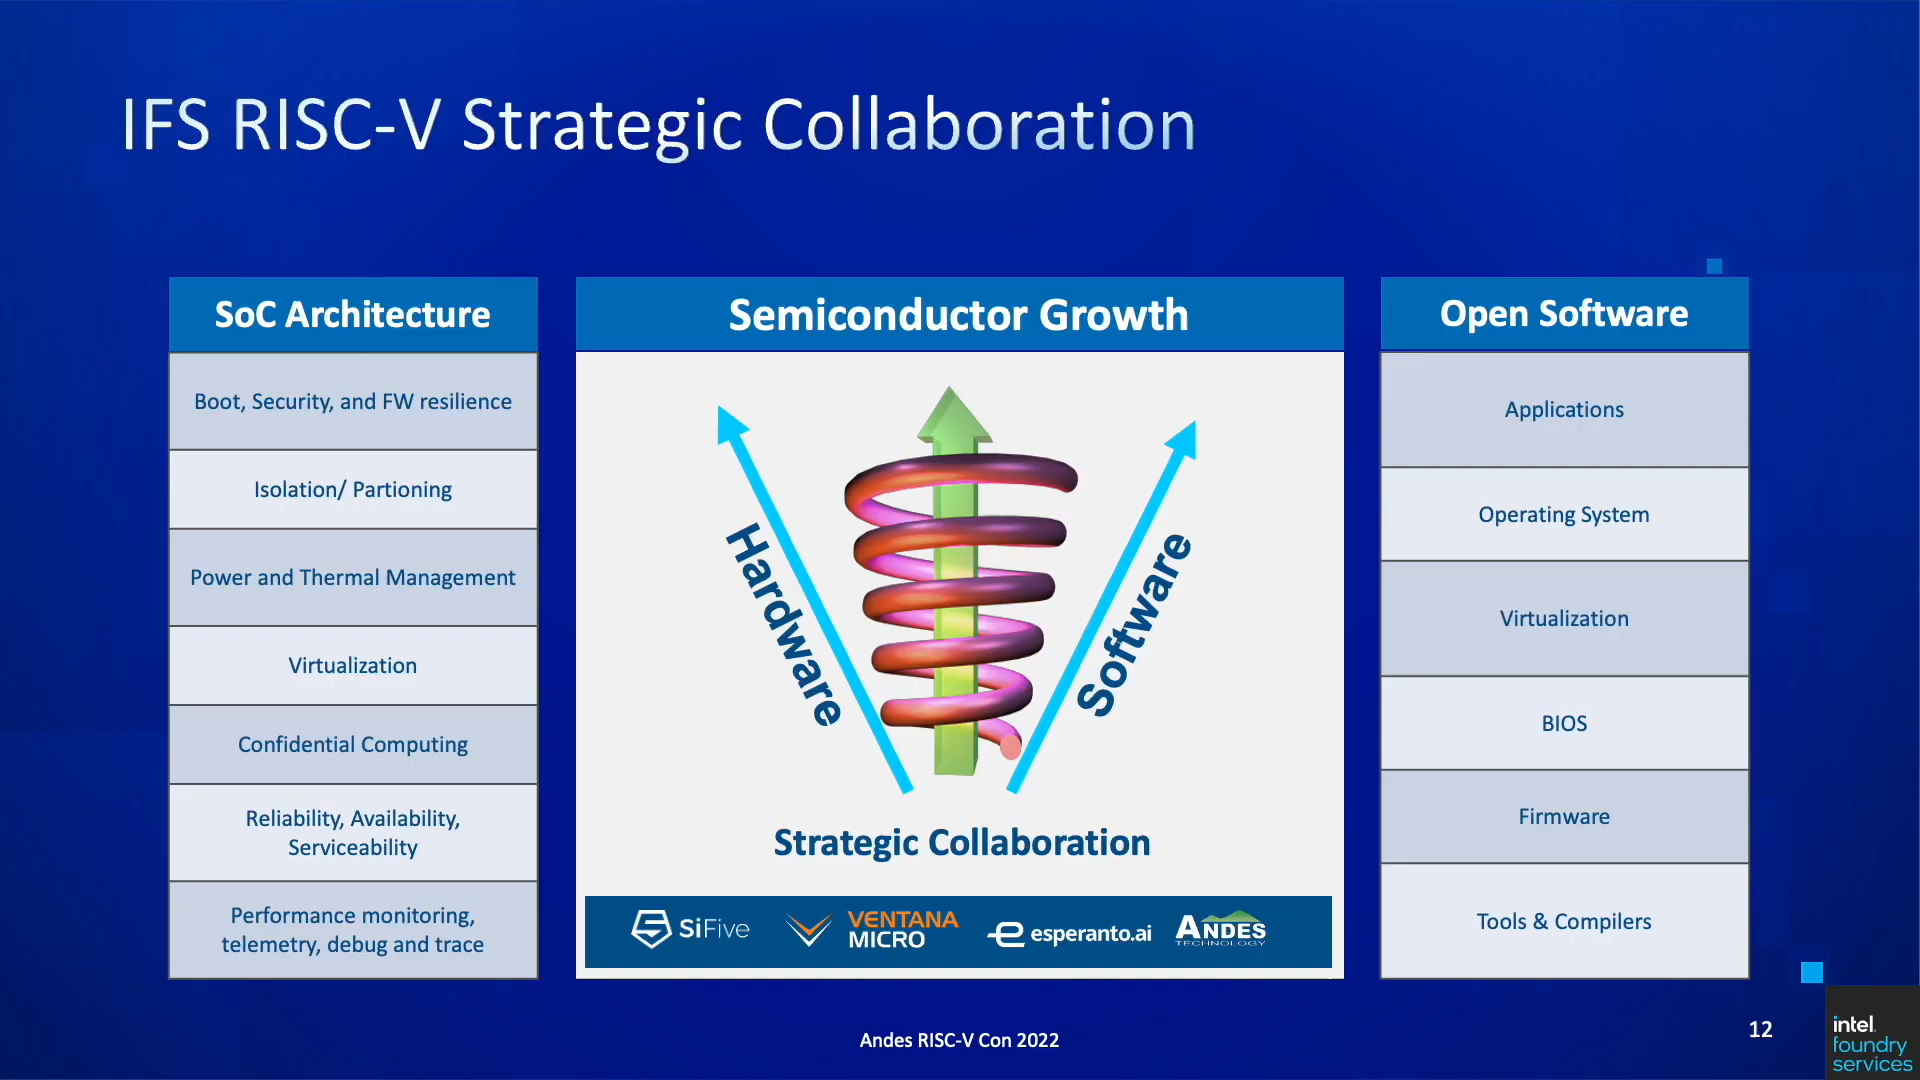 IFS RISC-V Strategic Collaboration
SoC Architecture
Boot, Security, and FW resilience
Isolation/ Partioning
Power and Thermal Management
Virtualization
Confidential Computing
Reliability, Availability,
Serviceability
Performance monitoring,
telemetry, debug and trace
Semiconductor Growth
Hardware
Software
Strategic Collaboration
SiFive
VENTANA
MICRO
esperanto.ai
ANDES
TECHNOLOGY
Open Software
Applications
Operating System
Virtualization
BIOS
Firmware
Tools & Compilers
Andes RISC-V Con 2022
12
intel.
foundry
services